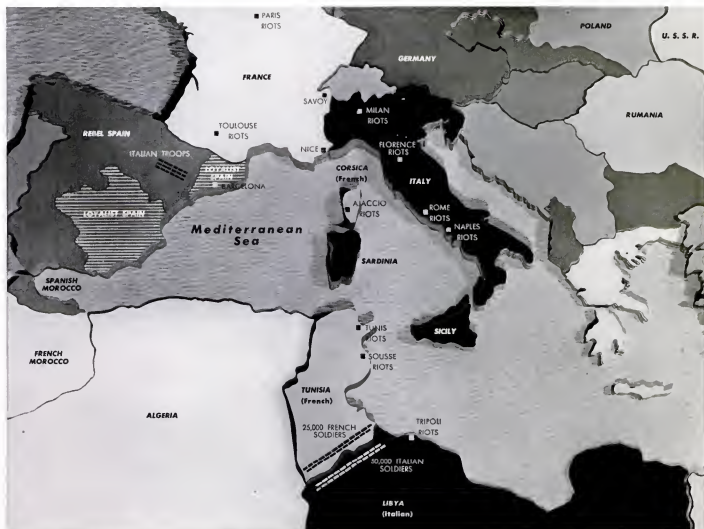 PARIS
RIOTS
POLAND
U. S. S. R.
GERMANY
FRANCE
SAVOY
MILAN
RIOTS
RUMANIA
TOULOUSE
RIOTS
REBEL SPAIN
ITALIAN TROOPS
NICE
FLORENCE
RIOTS
LOYALIST
SPAIN
BARCELONA
CORSICA
(French)
ITALY
AJACCIO
RIOTS
ROME
RIOTS
LOYALIST SPAIN
NAPLES
RIOTS
Mediterranean
Sea
SARDINIA
SPANISH
MOROCCO
SICILY
TUNIS
RIOTS
FRENCH
MOROCCO
SOUSSE
RIOTS
TUNISIA
(French)
ALGERIA
25,000 FRENCH
SOLDIERS
TRIPOLI
RIOTS
30,000 ITALIAN
SOLDIERS
LIBYA
(Italian)